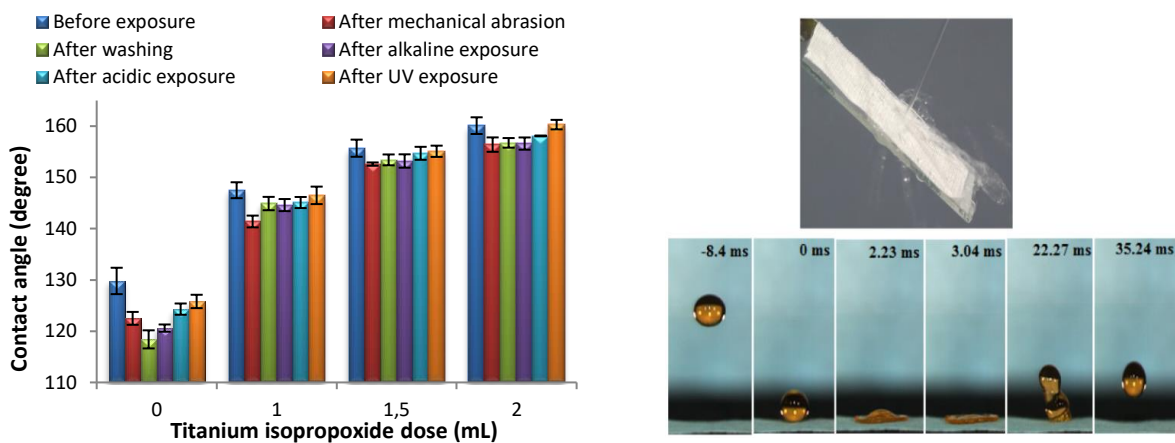 Before exposure
After mechanical abrasion
After washing
After alkaline exposure
After acidic exposure
After UV exposure
Contact angle (degree)
160
150
140
130
120
110
0
1
1,5
2
Titanium isopropoxide dose (mL)
-8.4 ms
0 ms
2.23 ms
3.04 ms
22.27 ms
35.24 ms